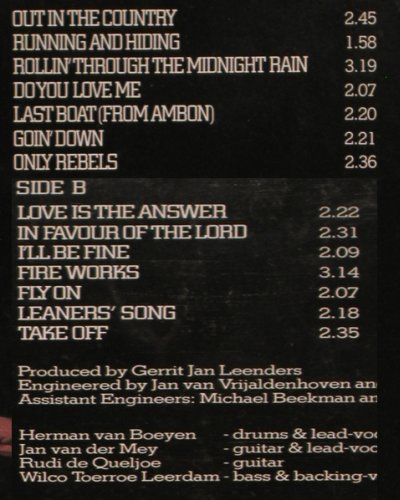 OUT IN THE COUNTRY 2.45
RUNNING AND HIDING 1.58
ROLLIN' THROUGH THE MIDNIGHT RAIN 3.19
DO YOU LOVE ME 2.07
LAST BOAT (FROM AMBON) 2.20
GOIN' DOWN 2.21
ONLY REBELS 2.36
SIDE B
LOVE IS THE ANSWER 2.22
IN FAVOUR OF THE LORD 2.31
I'LL BE FINE 2.09
FIRE WORKS 3.14
FLY ON 2.07
LEANERS' SONG 2.18
TAKE OFF 2.35
Produced by Gerrit Jan Leenders
Engineered by Jan van Vrijaldenhoven an
Assistant Engineers: Michael Beekman an
Herman van Boeyen - drums & lead-voc
Jan van der Mey - guitar & lead-voc
Rudi de Queljoe - guitar
Wilco Toerroe Leerdam - bass & backing-v